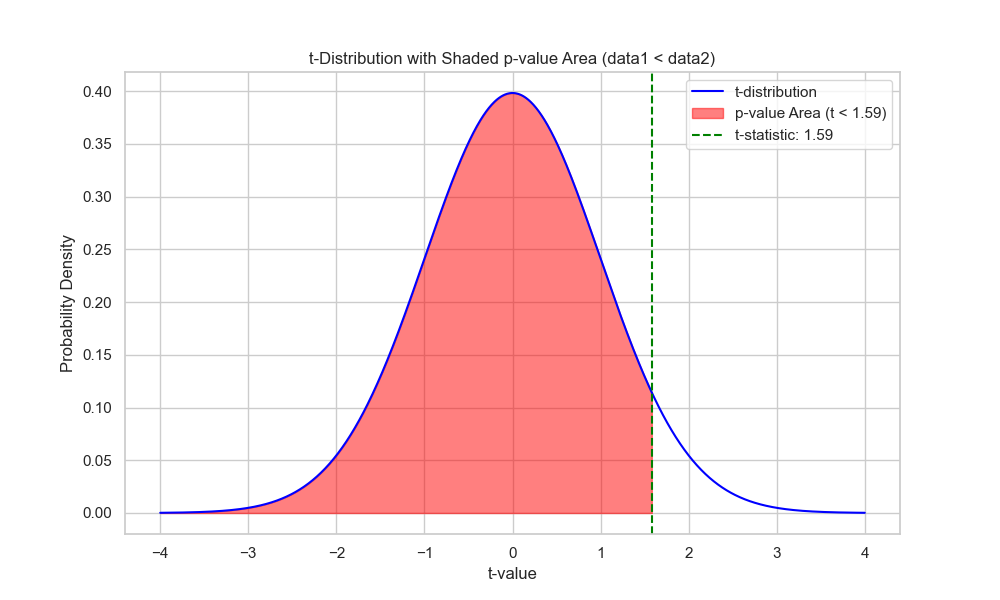 t-Distribution with Shaded p-value Area (data1 < data2)
t-distribution
p-value Area (t < 1.59)
t-statistic: 1.59
Probability Density
0.40
0.35
0.30
0.25
0.20
0.15
0.10
0.05
0.00
−4 −3 −2 −1 0 1 2 3 4
t-value